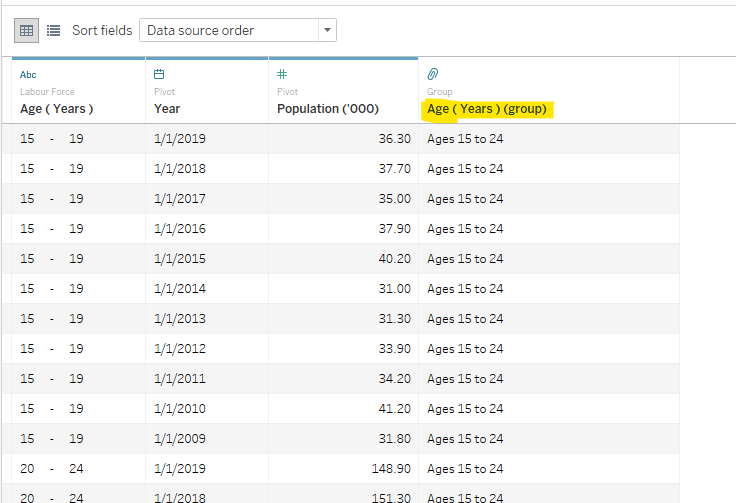 Sort fields Data source order
Abc
Labour Force Pivot Pivot Group
Age ( Years ) Year Population ('000) Age ( Years ) (group)
15 - 19 1/1/2019 36.30 Ages 15 to 24
15 - 19 1/1/2018 37.70 Ages 15 to 24
15 - 19 1/1/2017 35.00 Ages 15 to 24
15 - 19 1/1/2016 37.90 Ages 15 to 24
15 - 19 1/1/2015 40.20 Ages 15 to 24
15 - 19 1/1/2014 31.00 Ages 15 to 24
15 - 19 1/1/2013 31.30 Ages 15 to 24
15 - 19 1/1/2012 33.90 Ages 15 to 24
15 - 19 1/1/2011 34.20 Ages 15 to 24
15 - 19 1/1/2010 41.20 Ages 15 to 24
15 - 19 1/1/2009 31.80 Ages 15 to 24
20 - 24 1/1/2019 148.90 Ages 15 to 24
20 - 24 1/1/2018 151.30 Ages 15 to 24